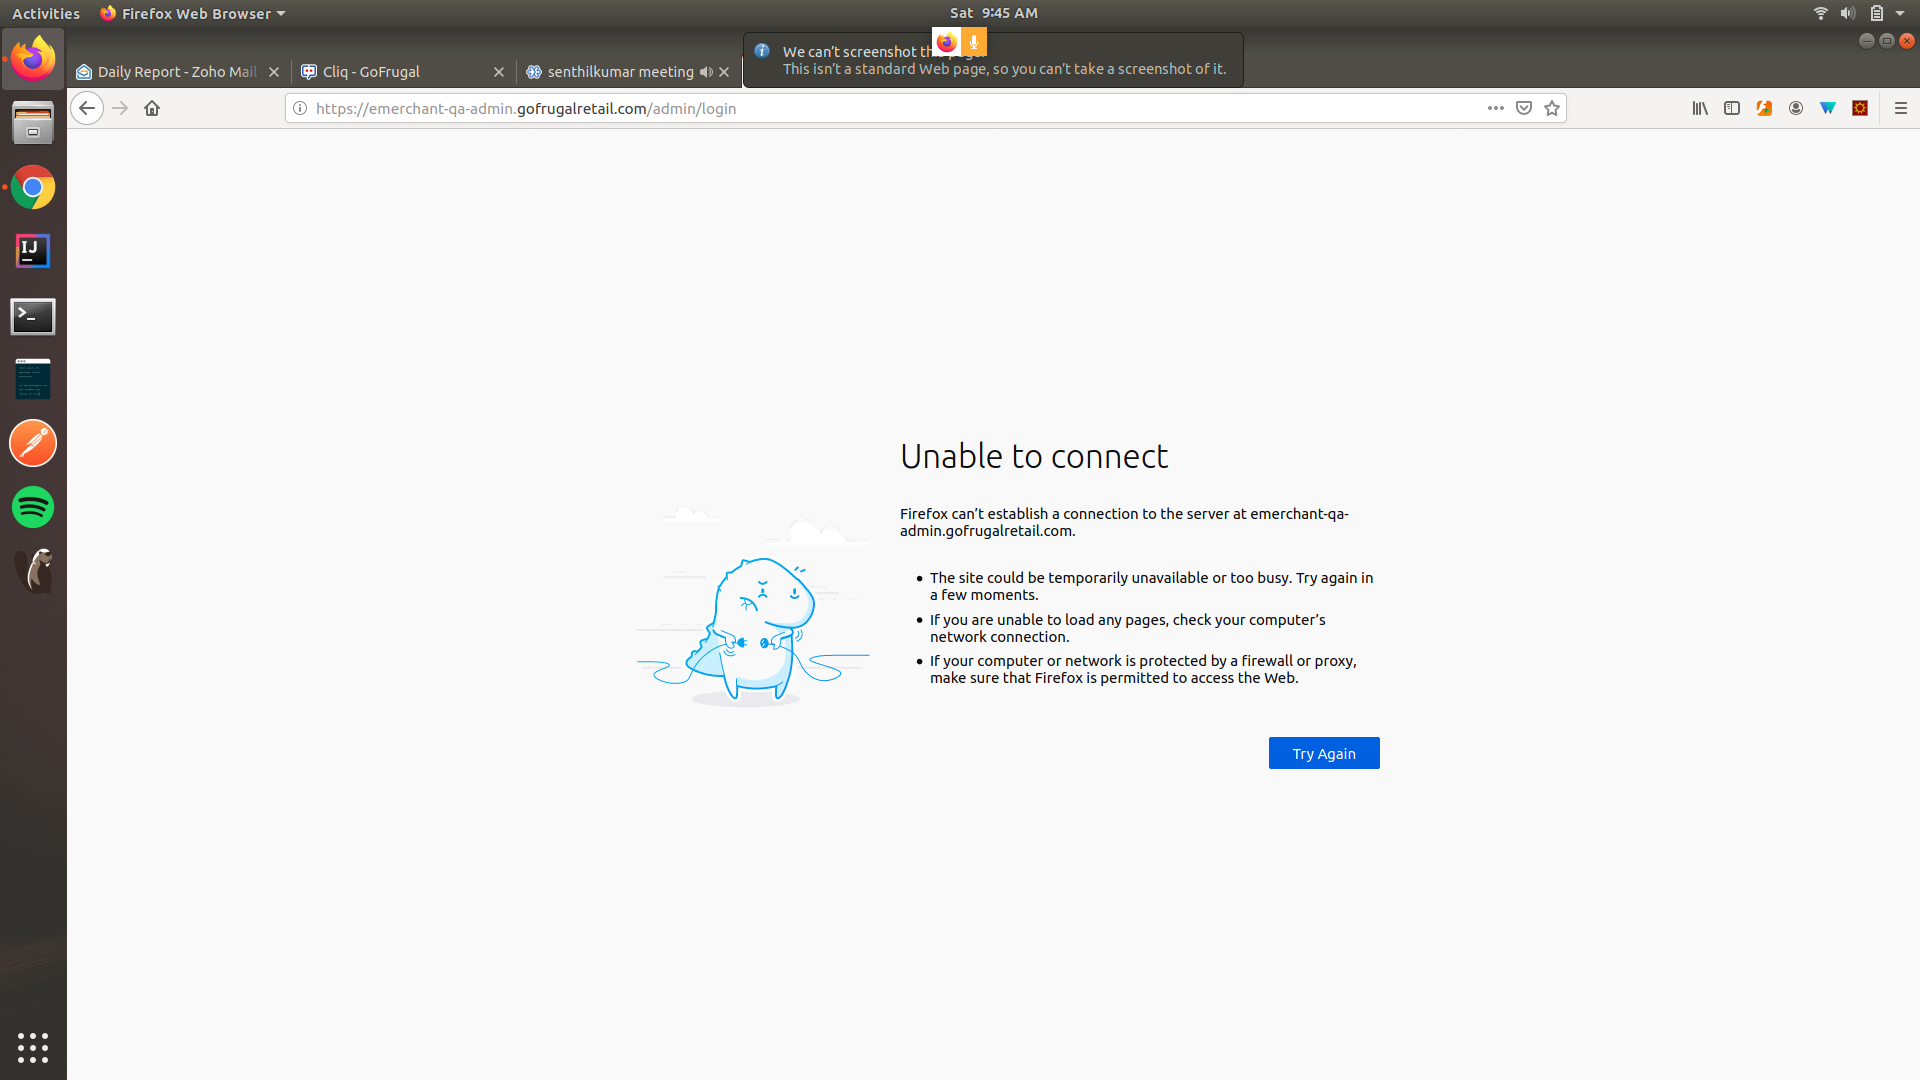 Activities
Firefox Web Browser
Sat 9:45 AM
Daily Report - Zoho Mail
Cliq - GoFrugal
senthilkumar meeting
We can't screenshot
This isn't a standard Web page, so you can't take a screenshot of it.
https://emerchant-qa-admin.gofrugalretail.com/admin/login
IJ
Unable to connect
Firefox can't establish a connection to the server at emerchant-qa-
admin.gofrugalretail.com.
The site could be temporarily unavailable or too busy. Try again in
a few moments.
If you are unable to load any pages, check your computer's
network connection.
If your computer or network is protected by a firewall or proxy,
make sure that Firefox is permitted to access the Web.
Try Again